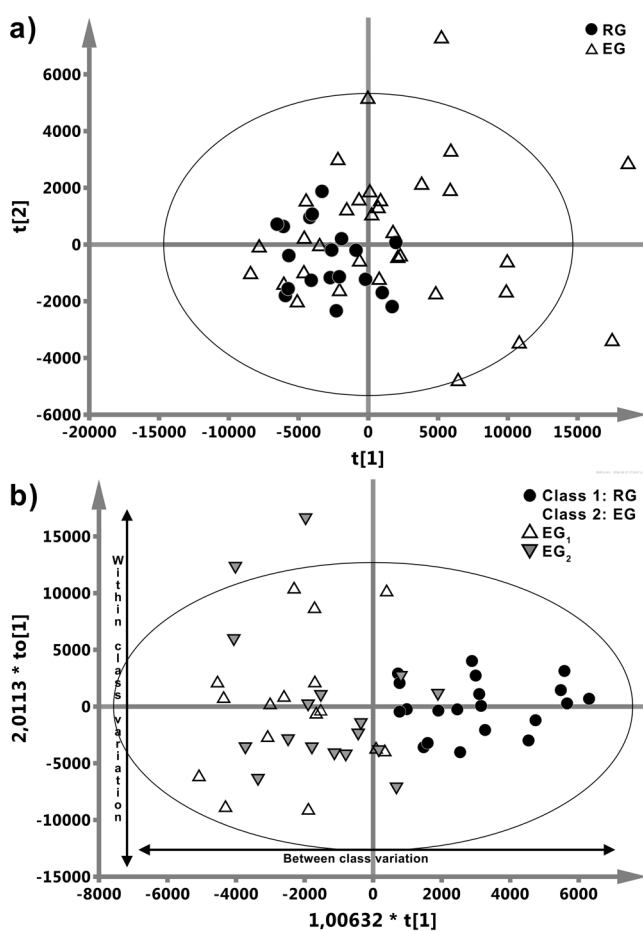 a)
RG
EG
6000
4000
2000
0
-2000
-4000
-6000
t[2]
-20000 -15000 -10000 -5000 0 5000 10000 15000
t[1]
b)
Class 1: RG
Class 2: EG
EG1
EG2
15000
10000
5000
0
-5000
-10000
-15000
2,0113 * to[1]
Within class variation
Between class variation
-8000 -6000 -4000 -2000 0 2000 4000 6000
1,00632 * t[1]